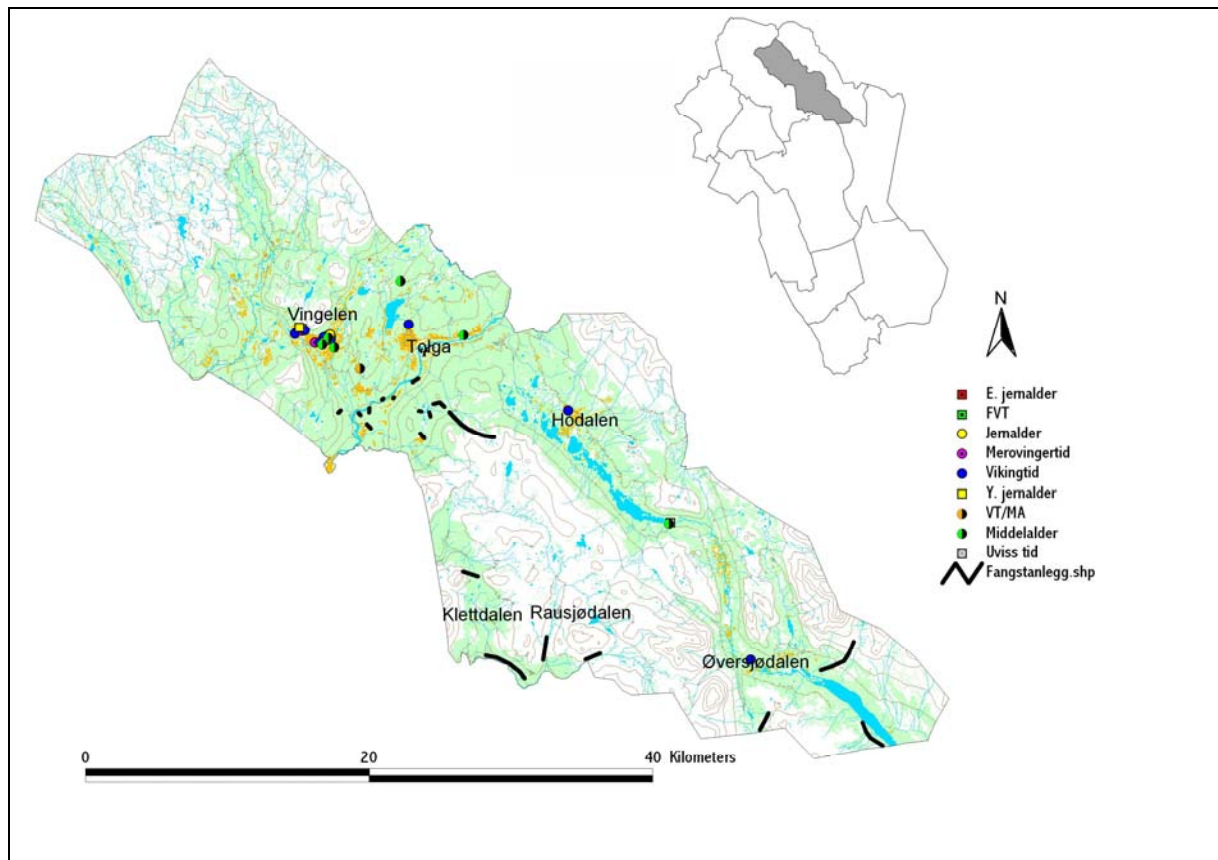 Vingelen
Tolga
Hodalen
Klettdalen
Rausjødalen
Øversjødalen
N
E. jernalder
FVT
Jernalder
Merovingertid
Vikingtid
Y. jernalder
VT/MA
Middelalder
Uviss tid
Fangstanlegg.shp
0 20 40 Kilometers